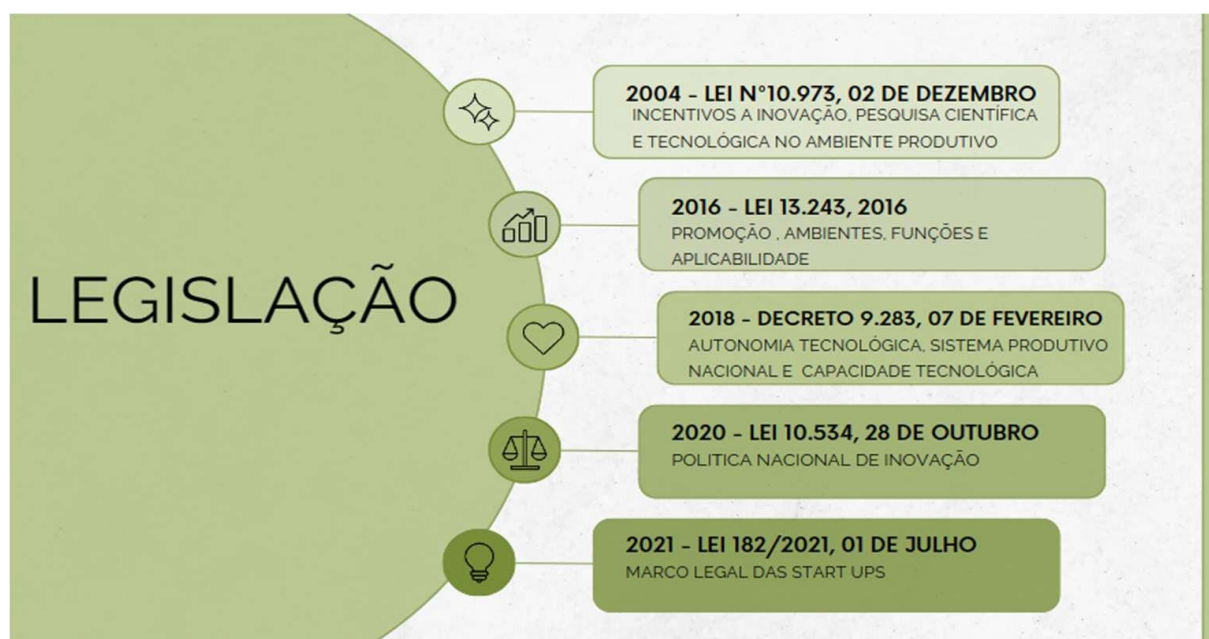 LEGISLAÇÃO
2004 - LEI N°10.973, 02 DE DEZEMBRO
INCENTIVOS A INOVAÇÃO, PESQUISA CIENTÍFICA
E TECNOLÓGICA NO AMBIENTE PRODUTIVO
2016 - LEI 13.243, 2016
PROMOÇÃO , AMBIENTES, FUNÇÕES E
APLICABILIDADE
2018 - DECRETO 9.283, 07 DE FEVEREIRO
AUTONOMIA TECNOLÓGICA, SISTEMA PRODUTIVO
NACIONAL E CAPACIDADE TECNOLÓGICA
2020 - LEI 10.534, 28 DE OUTUBRO
POLITICA NACIONAL DE INOVAÇÃO
2021 - LEI 182/2021, 01 DE JULHO
MARCO LEGAL DAS START UPS